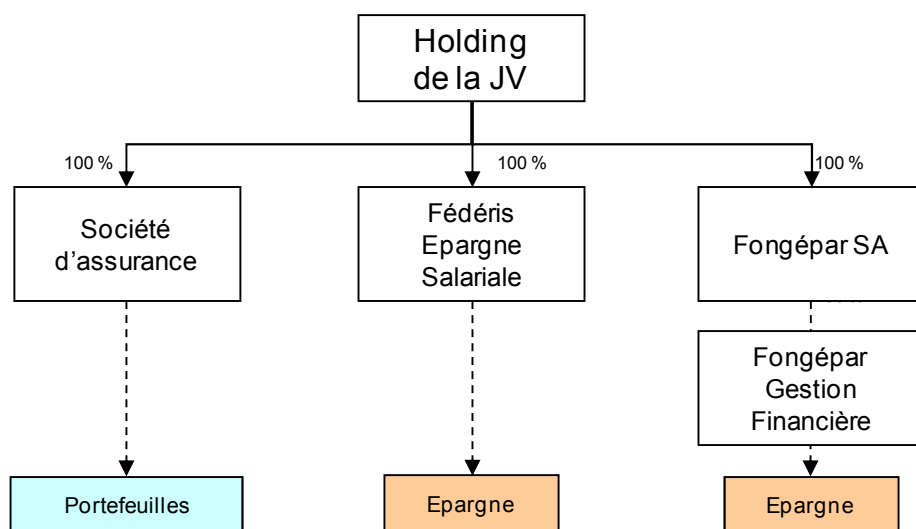 Holding
de la JV
100 %
100 %
100 %
Société
d'assurance
Fédéris
Epargne
Salariale
Fongépar SA
Fongépar
Gestion
Financière
Portefeuilles
Epargne
Epargne